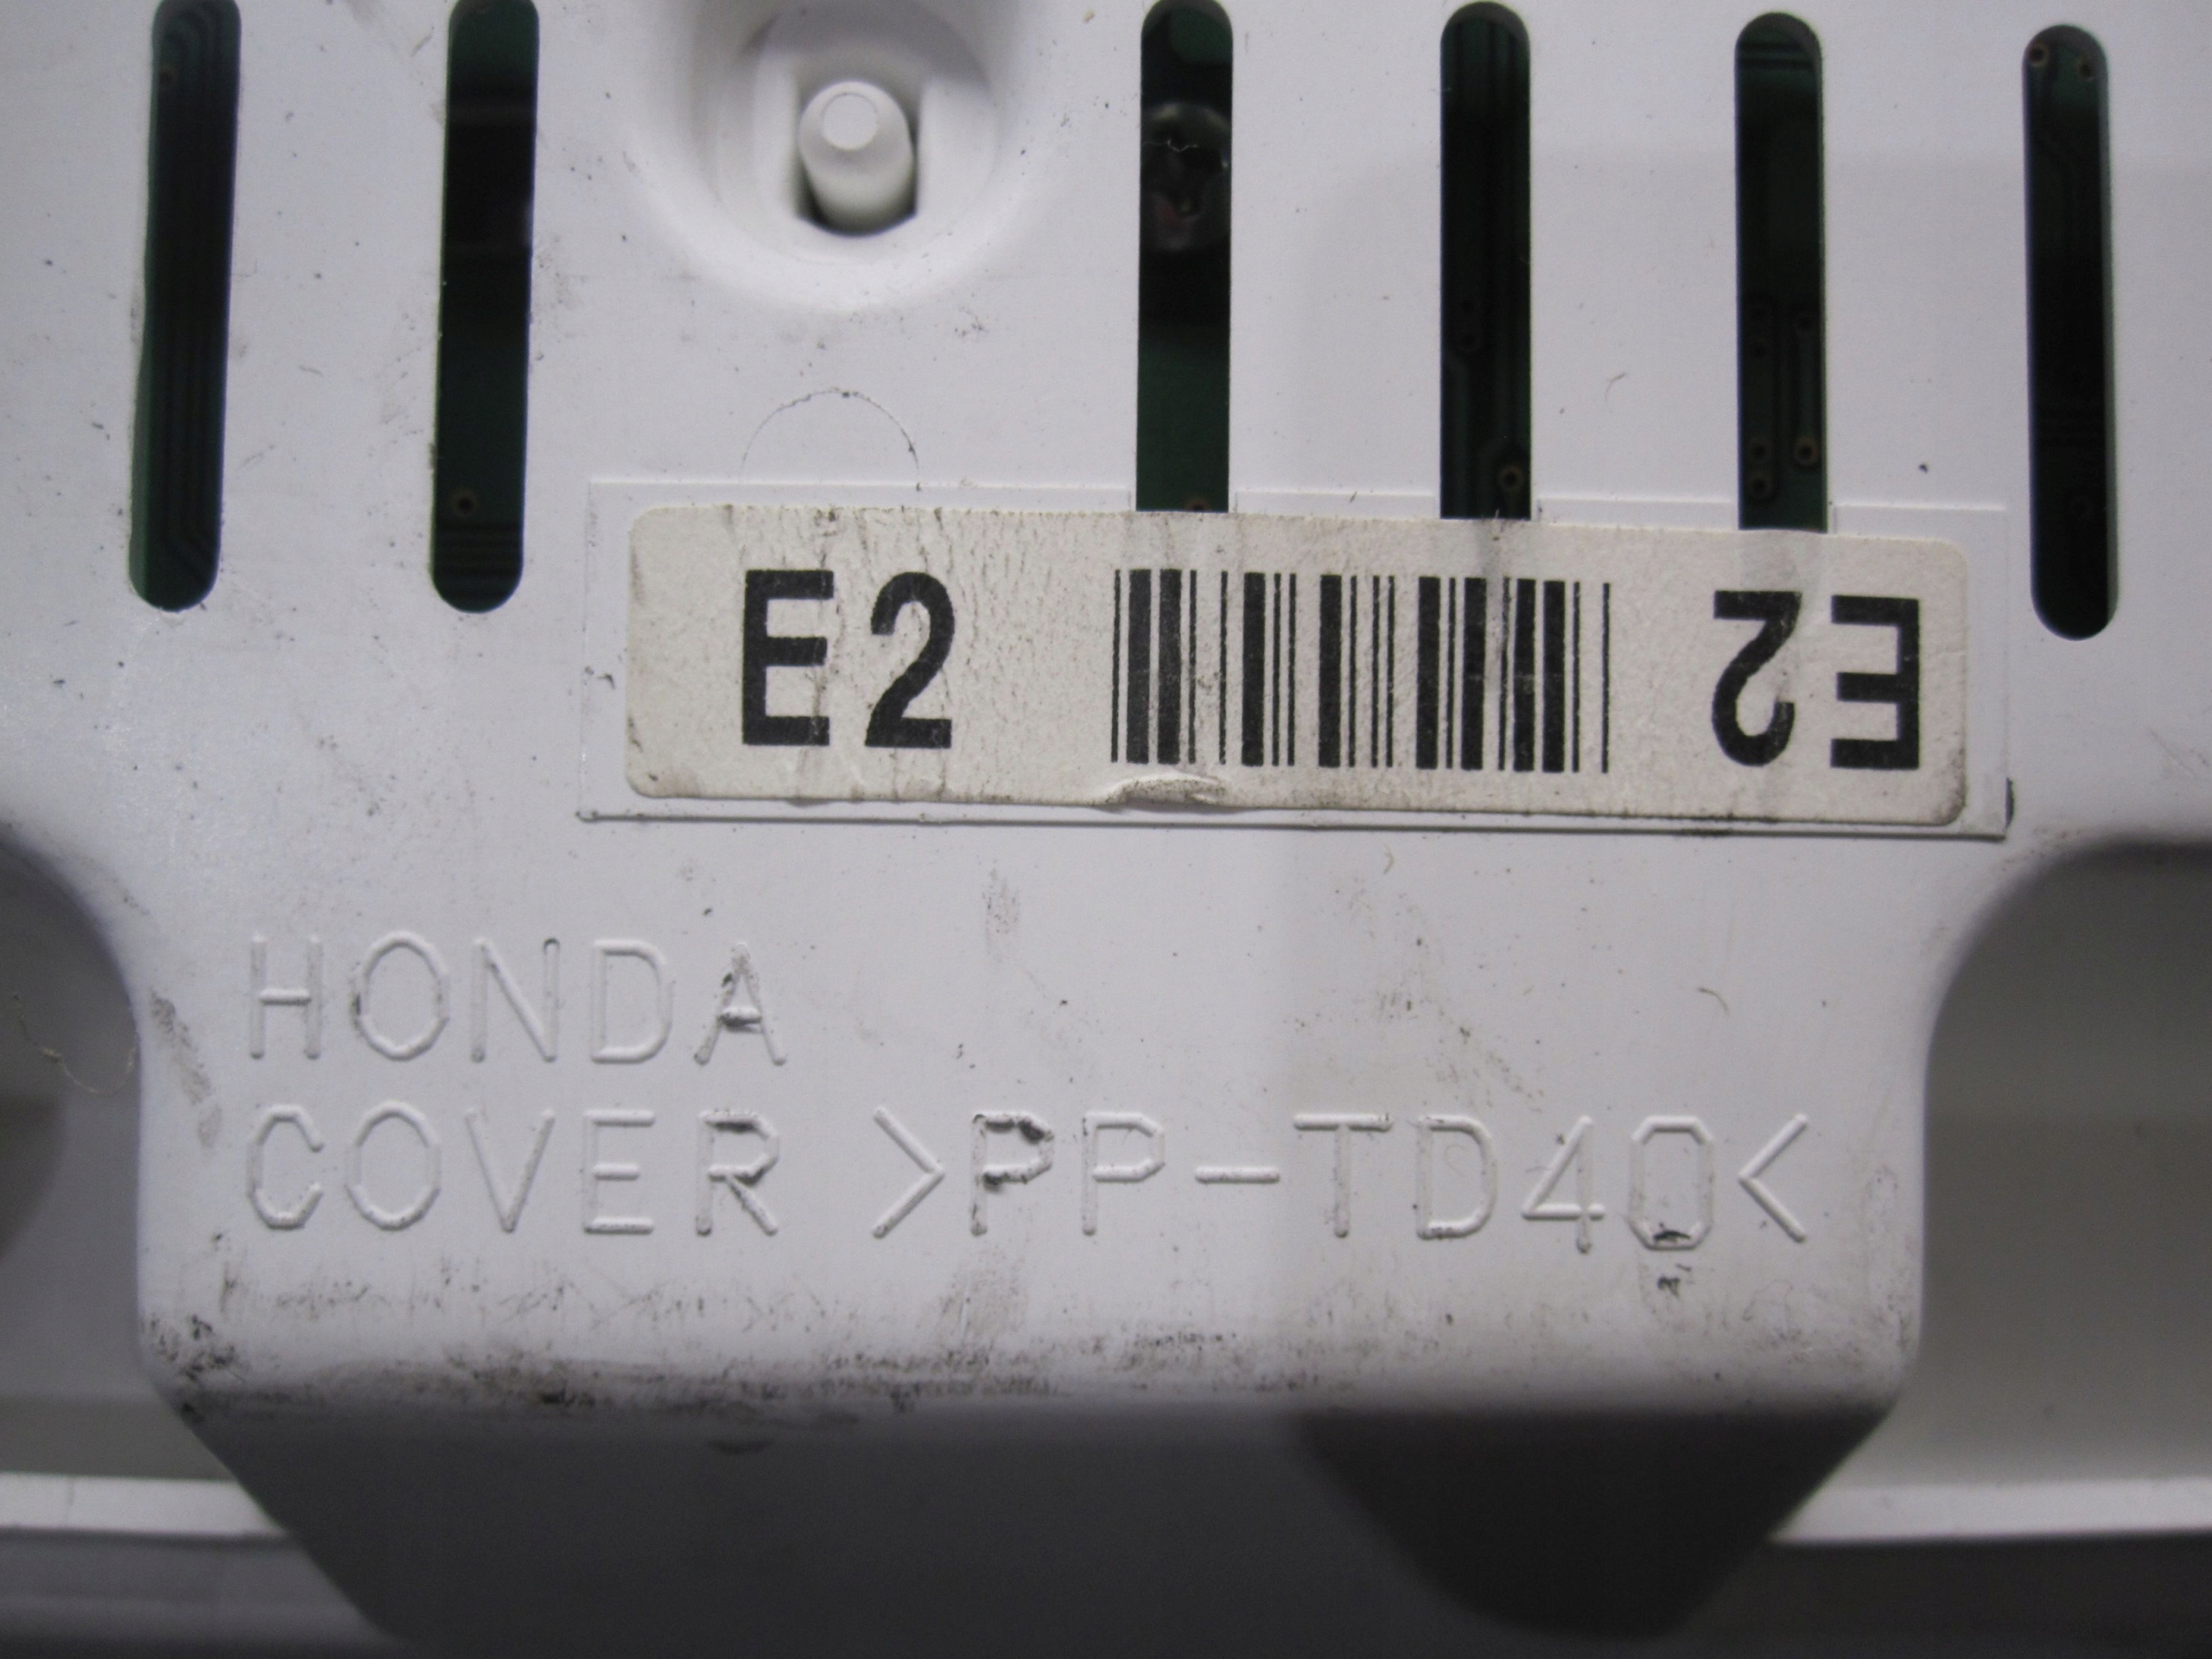 E2 E2
HONDA
COVER >PP-TD40<